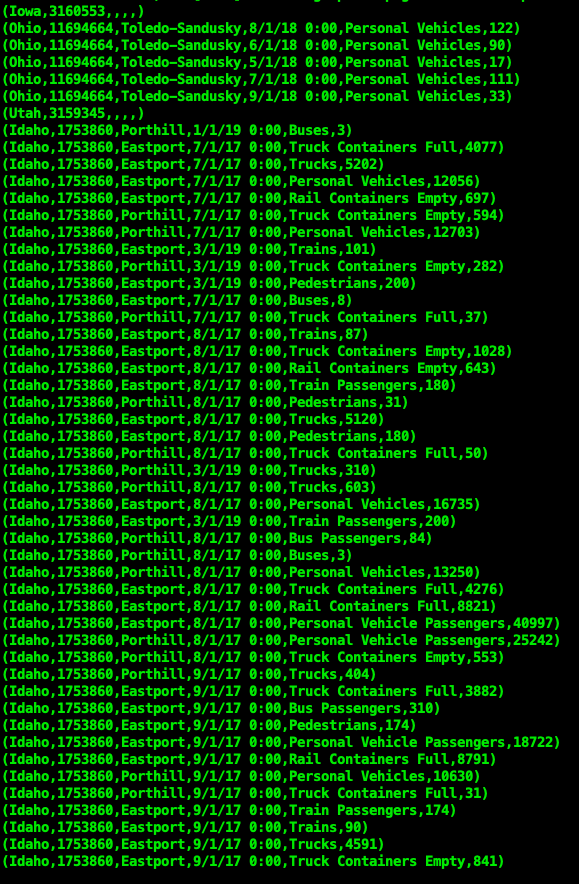 (Iowa,3160553,,,,)
(Ohio,11694664,Toledo-Sandusky,8/1/18 0:00,Personal Vehicles,122)
(Ohio,11694664,Toledo-Sandusky,6/1/18 0:00,Personal Vehicles,90)
(Ohio,11694664,Toledo-Sandusky,5/1/18 0:00,Personal Vehicles,17)
(Ohio,11694664,Toledo-Sandusky,7/1/18 0:00,Personal Vehicles,111)
(Ohio,11694664,Toledo-Sandusky,9/1/18 0:00,Personal Vehicles,33)
(Utah,3159345,,,,)
(Idaho,1753860,Porthill,1/1/19 0:00,Buses,3)
(Idaho,1753860,Eastport,7/1/17 0:00,Truck Containers Full,4077)
(Idaho,1753860,Eastport,7/1/17 0:00,Trucks,5202)
(Idaho,1753860,Eastport,7/1/17 0:00,Personal Vehicles,12056)
(Idaho,1753860,Eastport,7/1/17 0:00,Rail Containers Empty,697)
(Idaho,1753860,Porthill,7/1/17 0:00,Truck Containers Empty,594)
(Idaho,1753860,Porthill,7/1/17 0:00,Personal Vehicles,12703)
(Idaho,1753860,Eastport,3/1/19 0:00,Trains,101)
(Idaho,1753860,Porthill,3/1/19 0:00,Truck Containers Empty,282)
(Idaho,1753860,Eastport,3/1/19 0:00,Pedestrians,200)
(Idaho,1753860,Eastport,7/1/17 0:00,Buses,8)
(Idaho,1753860,Porthill,7/1/17 0:00,Truck Containers Full,37)
(Idaho,1753860,Eastport,8/1/17 0:00,Trains,87)
(Idaho,1753860,Eastport,8/1/17 0:00,Truck Containers Empty,1028)
(Idaho,1753860,Eastport,8/1/17 0:00,Rail Containers Empty,643)
(Idaho,1753860,Eastport,8/1/17 0:00,Train Passengers,180)
(Idaho,1753860,Porthill,8/1/17 0:00,Pedestrians,31)
(Idaho,1753860,Eastport,8/1/17 0:00,Trucks,5120)
(Idaho,1753860,Eastport,8/1/17 0:00,Pedestrians,180)
(Idaho,1753860,Porthill,8/1/17 0:00,Truck Containers Full,50)
(Idaho,1753860,Porthill,3/1/19 0:00,Trucks,310)
(Idaho,1753860,Porthill,8/1/17 0:00,Trucks,603)
(Idaho,1753860,Eastport,8/1/17 0:00,Personal Vehicles,16735)
(Idaho,1753860,Eastport,3/1/19 0:00,Train Passengers,200)
(Idaho,1753860,Porthill,8/1/17 0:00,Bus Passengers,84)
(Idaho,1753860,Porthill,8/1/17 0:00,Buses,3)
(Idaho,1753860,Porthill,8/1/17 0:00,Personal Vehicles,13250)
(Idaho,1753860,Eastport,8/1/17 0:00,Truck Containers Full,4276)
(Idaho,1753860,Eastport,8/1/17 0:00,Rail Containers Full,8821)
(Idaho,1753860,Eastport,8/1/17 0:00,Personal Vehicle Passengers,40997)
(Idaho,1753860,Porthill,8/1/17 0:00,Personal Vehicle Passengers,25242)
(Idaho,1753860,Porthill,8/1/17 0:00,Truck Containers Empty,553)
(Idaho,1753860,Porthill,9/1/17 0:00,Trucks,404)
(Idaho,1753860,Eastport,9/1/17 0:00,Truck Containers Full,3882)
(Idaho,1753860,Eastport,9/1/17 0:00,Bus Passengers,310)
(Idaho,1753860,Eastport,9/1/17 0:00,Pedestrians,174)
(Idaho,1753860,Eastport,9/1/17 0:00,Personal Vehicle Passengers,18722)
(Idaho,1753860,Eastport,9/1/17 0:00,Rail Containers Full,8791)
(Idaho,1753860,Porthill,9/1/17 0:00,Personal Vehicles,10630)
(Idaho,1753860,Porthill,9/1/17 0:00,Truck Containers Full,31)
(Idaho,1753860,Eastport,9/1/17 0:00,Train Passengers,174)
(Idaho,1753860,Eastport,9/1/17 0:00,Trains,90)
(Idaho,1753860,Eastport,9/1/17 0:00,Trucks,4591)
(Idaho,1753860,Eastport,9/1/17 0:00,Truck Containers Empty,841)